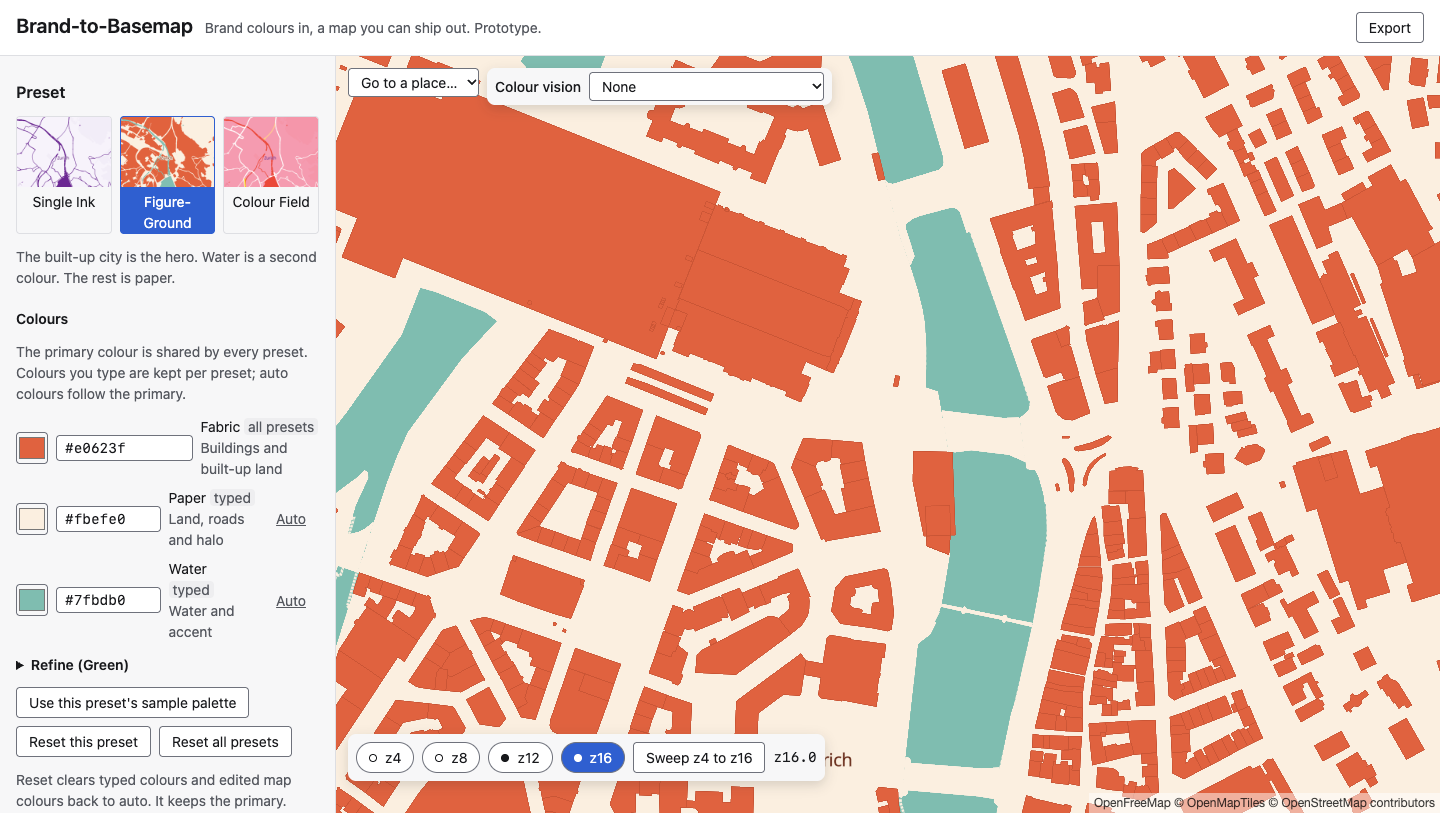 Brand-to-Basemap
Brand colours in, a map you can ship out. Prototype.
Export
Preset
Single Ink
Figure-
Ground
Colour Field
The built-up city is the hero. Water is a second
colour. The rest is paper.
Colours
The primary colour is shared by every preset.
Colours you type are kept per preset; auto
colours follow the primary.
#e0623f
Fabric all presets
Buildings and
built-up land
#fbefe0
Paper typed
Land, roads
and halo
Auto
#7fbdb0
Water
typed
Water and
accent
Auto
Refine (Green)
Use this preset's sample palette
Reset this preset
Reset all presets
Reset clears typed colours and edited map
colours back to auto. It keeps the primary.
Go to a place...
Colour vision
None
z4
z8
z12
z16
Sweep z4 to z16
z16.0
rich
OpenFreeMap © OpenMapTiles © OpenStreetMap contributors